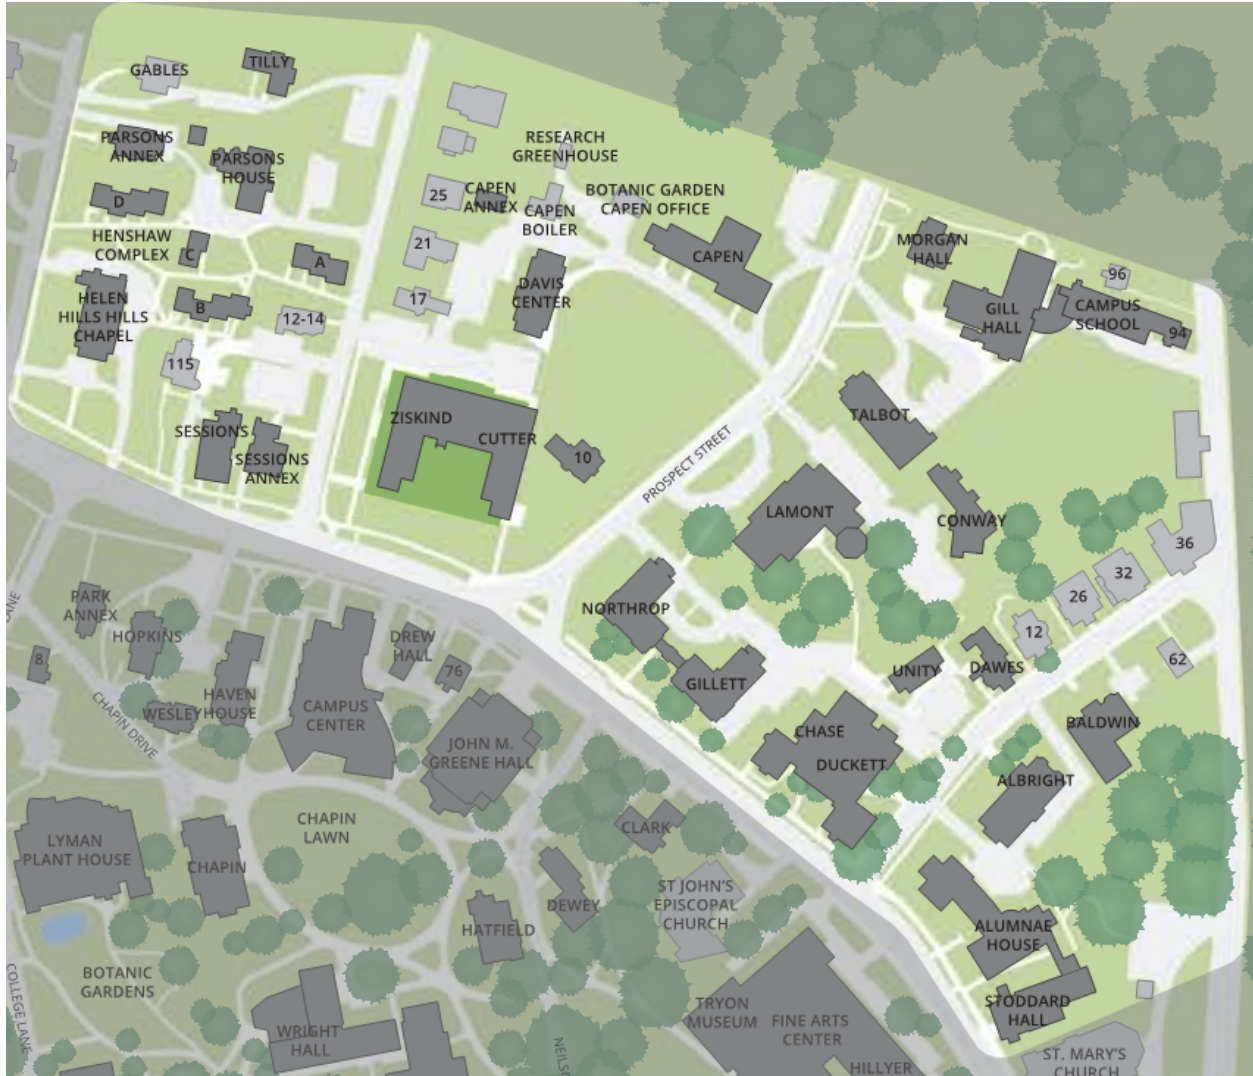 GABLES
TILLY
PARSONS
ANNEX
PARSONS
HOUSE
RESEARCH
GREENHOUSE
25
CAPEN
ANNEX
CAPEN
BOILER
BOTANIC GARDEN
CAPEN OFFICE
D
HENSHAW
COMPLEX
C
A
B
21
17
DAVIS
CENTER
CAPEN
MORGAN
HALL
GILL
HALL
96
CAMPUS
SCHOOL
94
HELEN
HILLS HILLS
CHAPEL
12-14
115
SESSIONS
SESSIONS
ANNEX
ZISKIND
CUTTER
10
PROSPECT STREET
TALBOT
LAMONT
CONWAY
36
32
26
12
62
NORTHROP
GILLETT
UNITY
DAWES
CHASE
DUCKETT
BALDWIN
ALBRIGHT
ALUMNAE
HOUSE
STODDARD
HALL
PARK
ANNEX
HOPKINS
8
WESLEY
HAVEN
HOUSE
CHAPIN DRIVE
CAMPUS
CENTER
DREW
HALL
76
JOHN M.
GREENE HALL
LYMAN
PLANT HOUSE
CHAPIN
CHAPIN
LAWN
CLARK
DEWEY
HATFIELD
ST JOHN'S
EPISCOPAL
CHURCH
BOTANIC
GARDENS
COLLEGE LANE
WRIGHT
HALL
TRYON
MUSEUM
FINE ARTS
CENTER
HILLYER
ST. MARY'S
CHURCH